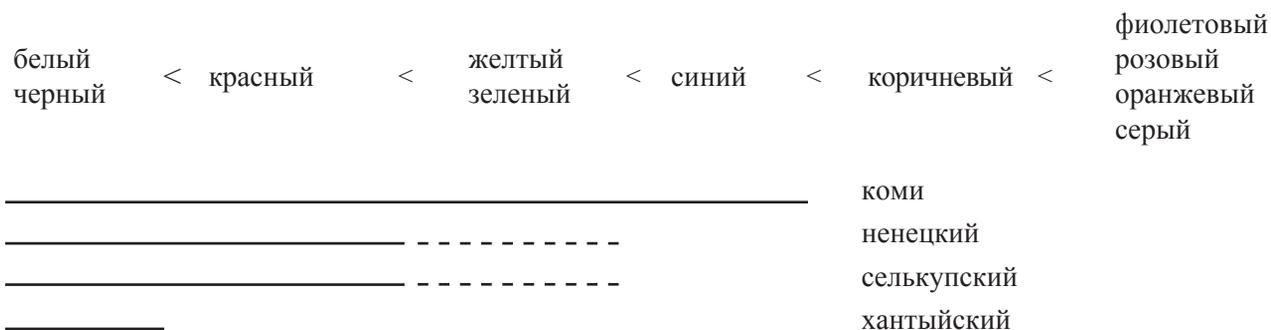 белый
черный
<
красный
<
желтый
зеленый
<
синий
<
коричневый
<
фиолетовый
розовый
оранжевый
серый
коми
ненецкий
селькупский
хантыйский